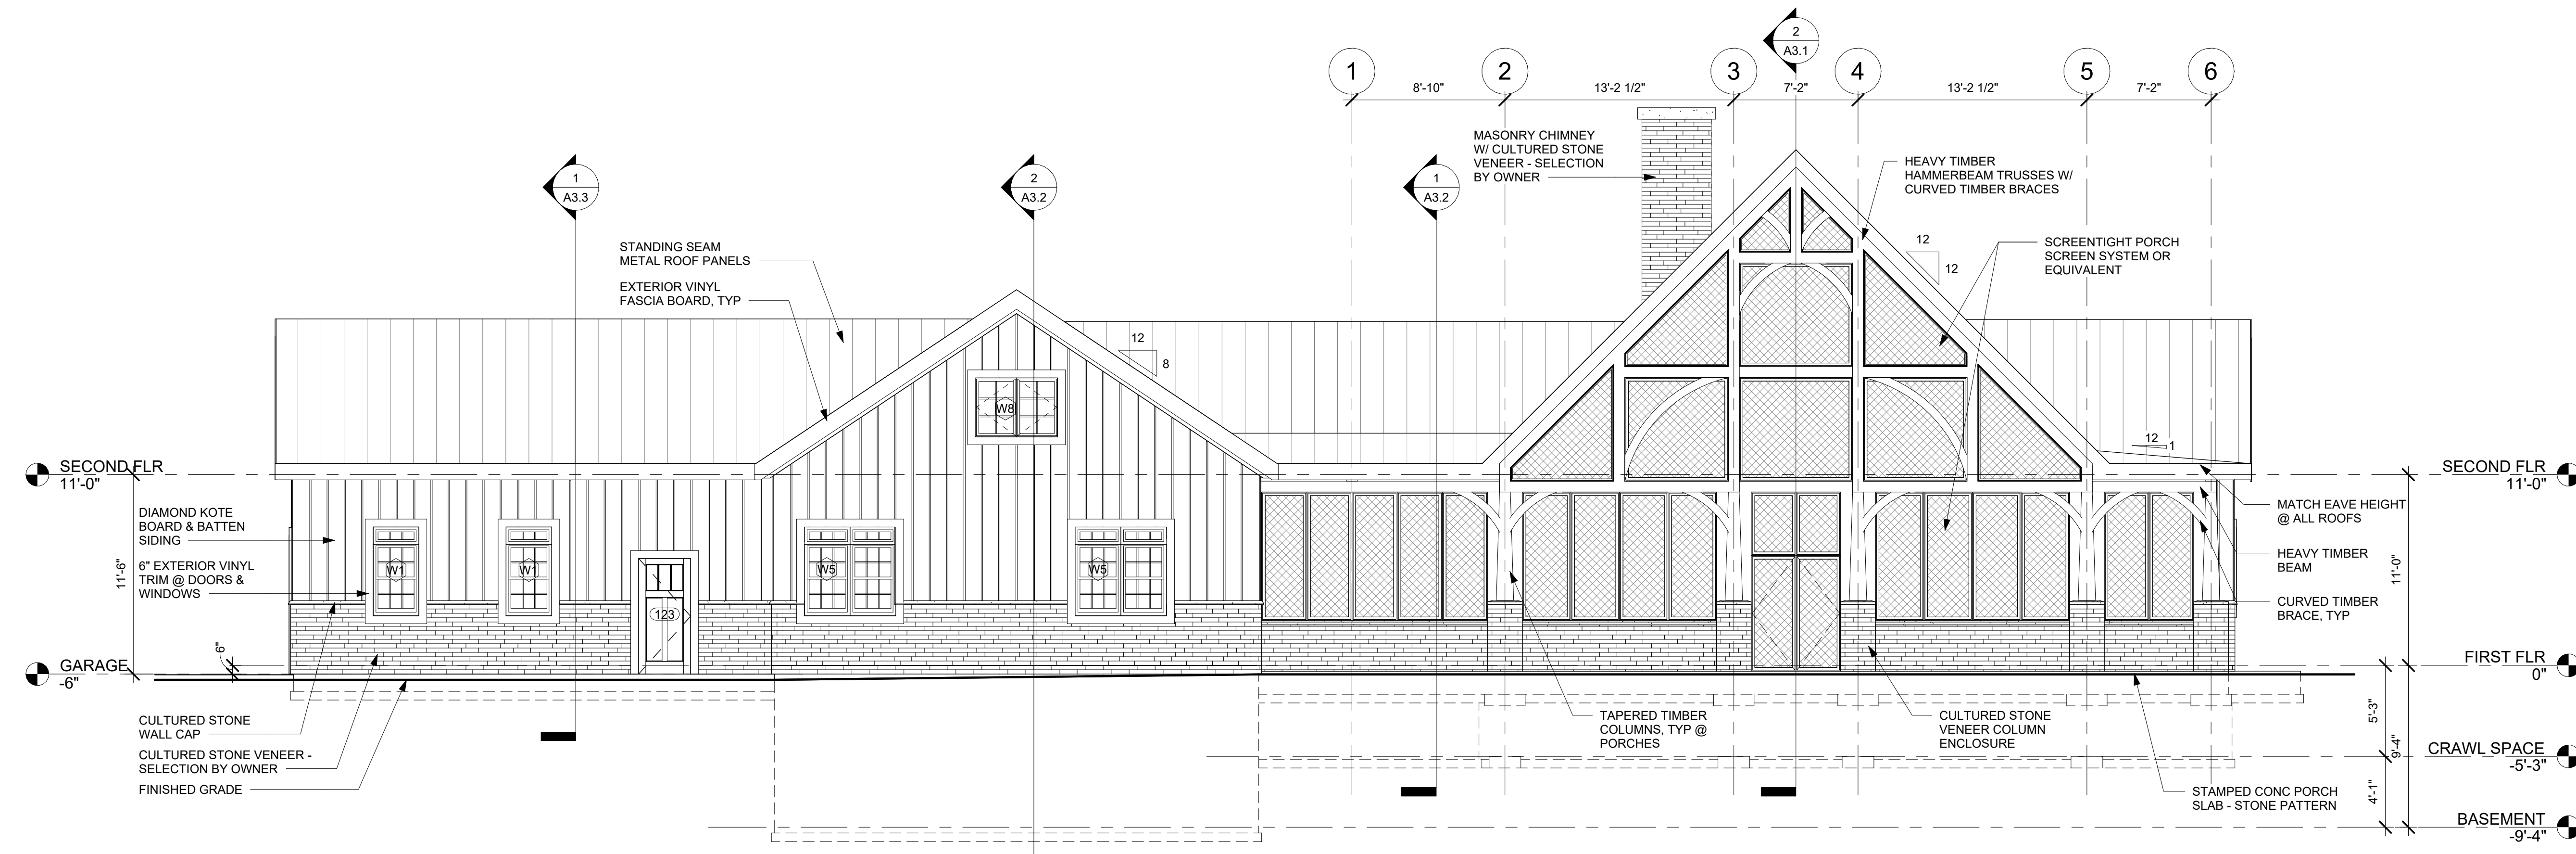 2
A3.1
1
2
3
4
5
6
8'-10"
13'-2 1/2"
7'-2"
13'-2 1/2"
7'-2"
MASONRY CHIMNEY
W/ CULTURED STONE
VENEER - SELECTION
BY OWNER
HEAVY TIMBER
HAMMERBEAM TRUSSES W/
CURVED TIMBER BRACES
1
A3.3
2
A3.2
1
A3.2
STANDING SEAM
METAL ROOF PANELS
EXTERIOR VINYL
FASCIA BOARD, TYP
12
12
SCREENTIGHT PORCH
SCREEN SYSTEM OR
EQUIVALENT
12
8
W8
12
1
SECOND FLR
11'-0"
SECOND FLR
11'-0"
DIAMOND KOTE
BOARD & BATTEN
SIDING
6" EXTERIOR VINYL
TRIM @ DOORS &
WINDOWS
11'-6"
6"
W1
W1
123
W5
W5
MATCH EAVE HEIGHT
@ ALL ROOFS
HEAVY TIMBER
BEAM
CURVED TIMBER
BRACE, TYP
11'-0"
GARAGE
-6"
FIRST FLR
0"
CULTURED STONE
WALL CAP
CULTURED STONE VENEER -
SELECTION BY OWNER
FINISHED GRADE
TAPERED TIMBER
COLUMNS, TYP @
PORCHES
CULTURED STONE
VENEER COLUMN
ENCLOSURE
5'-3"
9'-4"
4'-1"
CRAWL SPACE
-5'-3"
STAMPED CONC PORCH
SLAB - STONE PATTERN
BASEMENT
-9'-4"